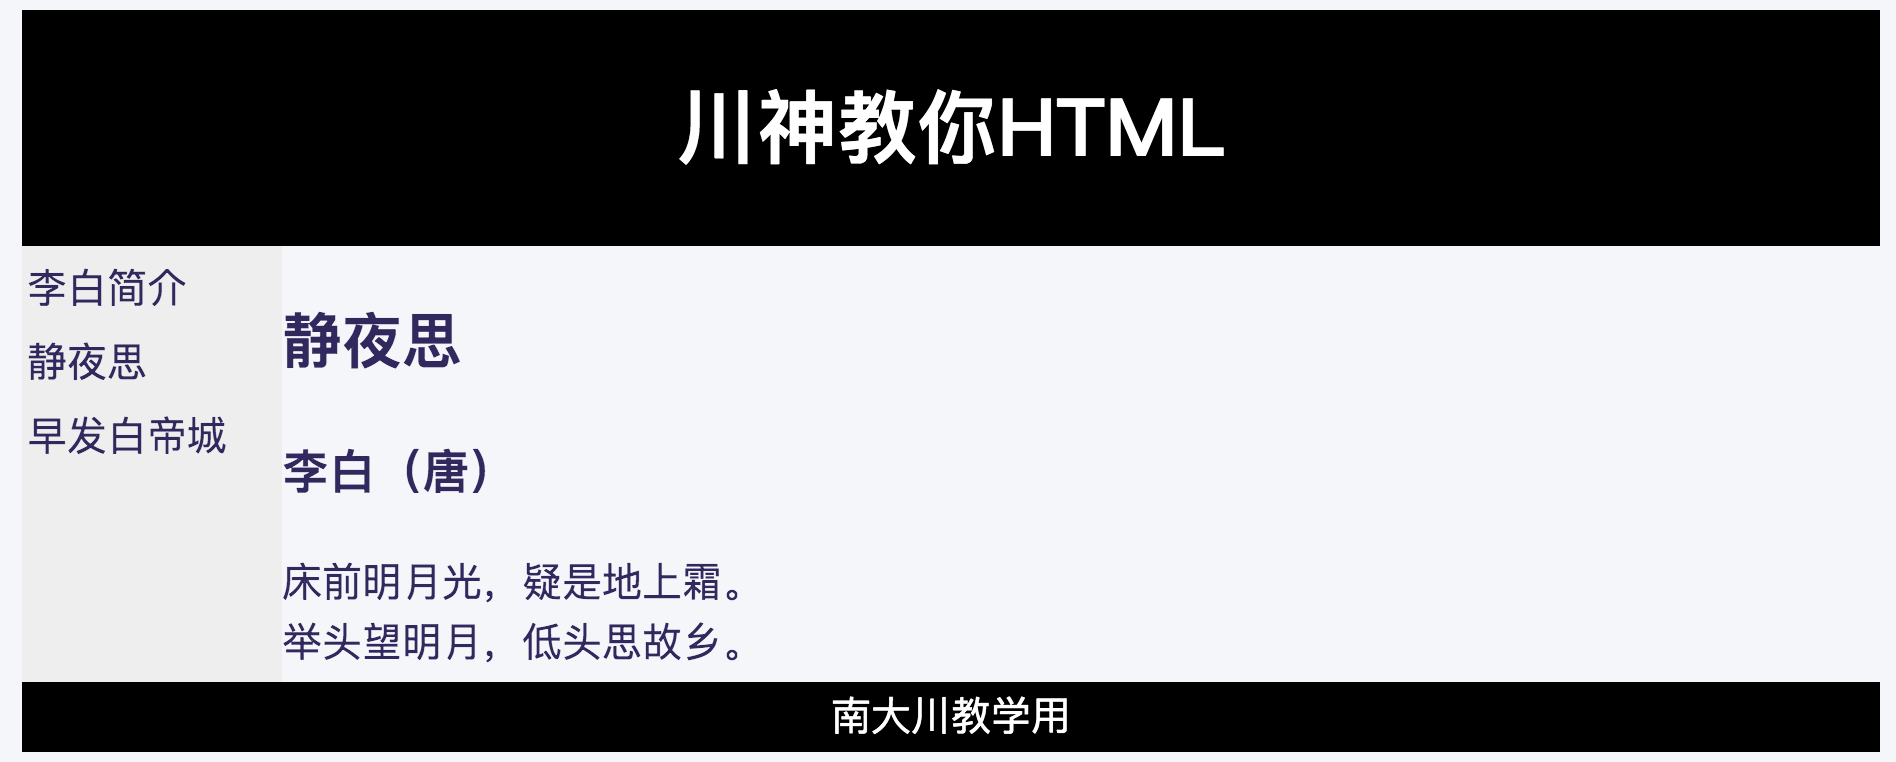 川神教你HTML
李白简介
静夜思
早发白帝城
静夜思
李白（唐）
床前明月光，疑是地上霜。
举头望明月，低头思故乡。
南大川教学用